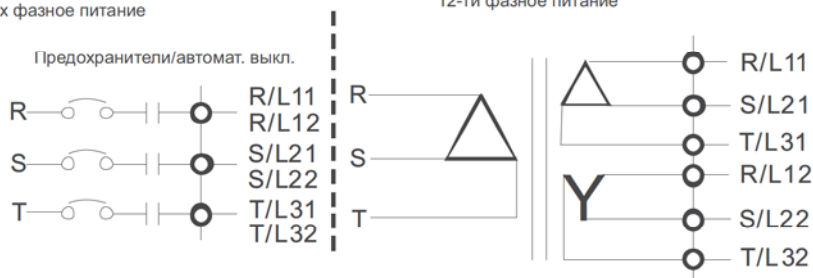 х фазное питание
Предохранители/автомат. выкл.
R
R/L11
R/L12
S
S/L21
S/L22
T
T/L31
T/L32
12-ти фазное питание
R
S
T
Y
R/L11
S/L21
T/L31
R/L12
S/L22
T/L32